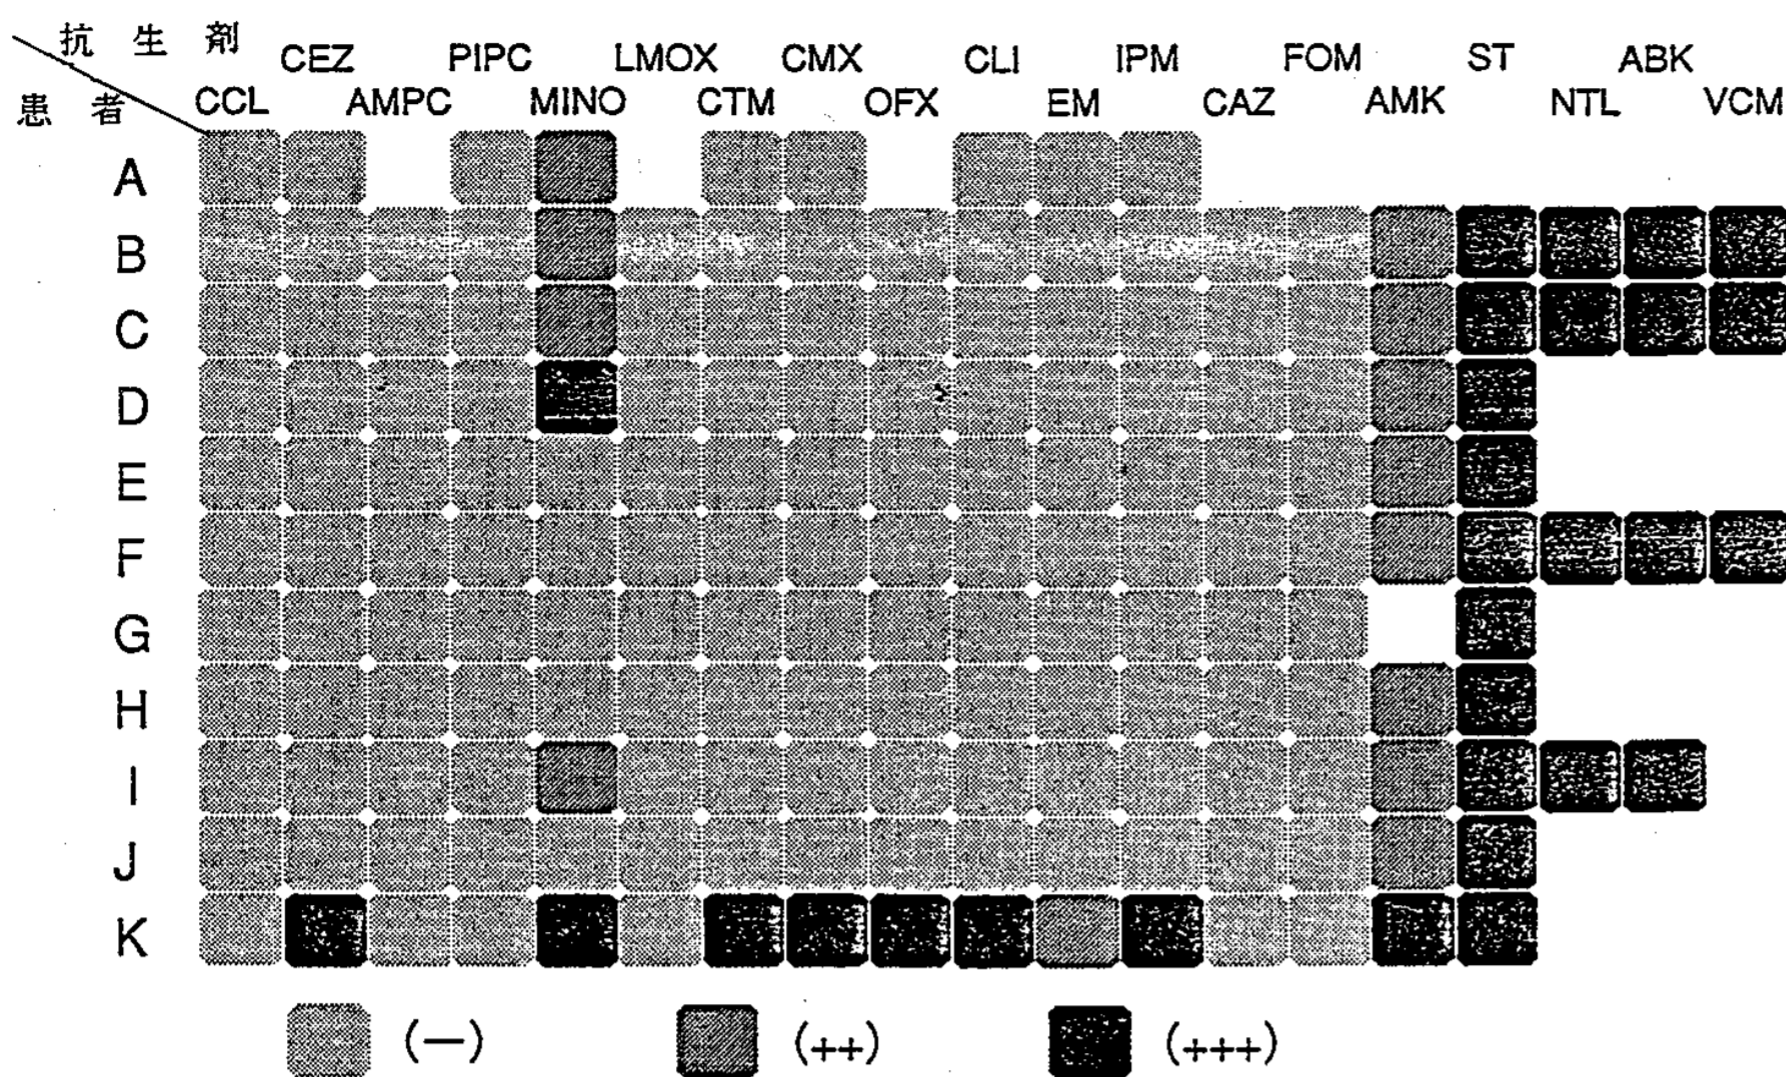 抗生剤
CEZ PIPC LMOX CMX CLI IPM FOM ST ABK
患者
CCL AMPC MINO CTM OFX EM CAZ AMK NTL VCM
A
B
C
D
E
F
G
H
I
J
K
(—) (++) (+++)